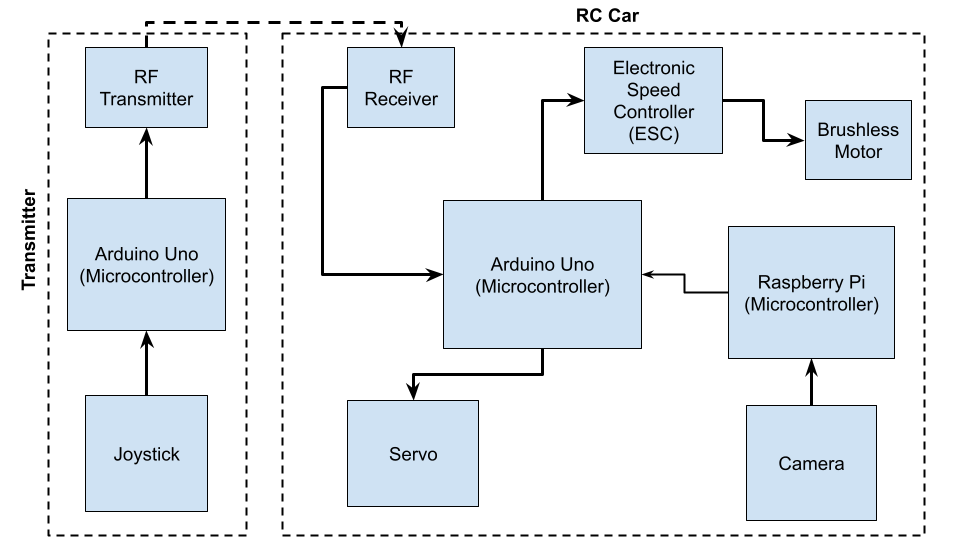 RC Car
Transmitter
RF
Transmitter
Arduino Uno
(Microcontroller)
Joystick
RF
Receiver
Electronic
Speed
Controller
(ESC)
Brushless
Motor
Arduino Uno
(Microcontroller)
Raspberry Pi
(Microcontroller)
Servo
Camera